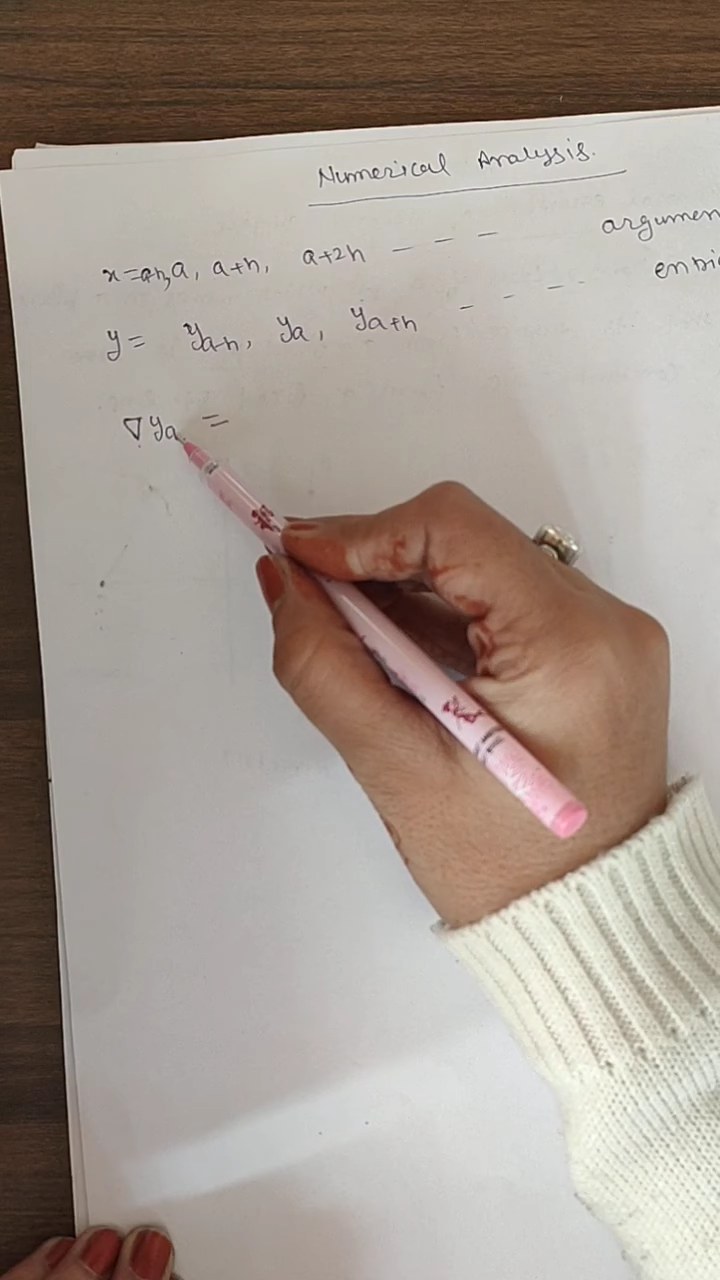 Numerical Analysis.
x = a-h, a, a+h, a+2h - - - argumen
y = ya-h, ya, ya+h - - - - entri
∇ya =